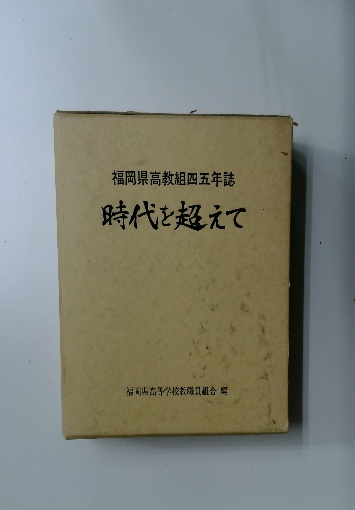 福岡県高教組四五年誌
時代を超えて
福岡県高等学校教職員組合 編